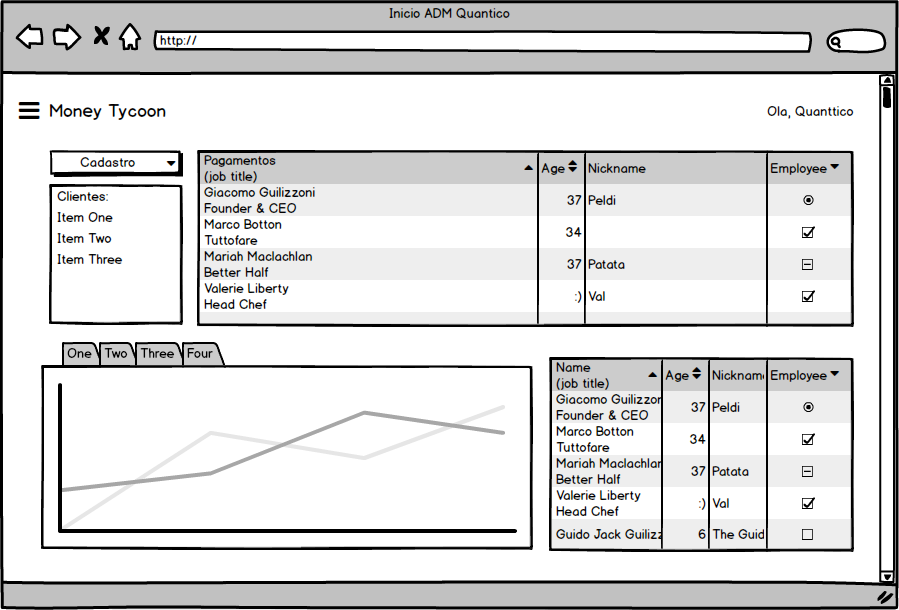 Inicio ADM Quantico
http://
Money Tycoon
Ola, Quanttico
Cadastro
Clientes:
Item One
Item Two
Item Three
Pagamentos
(job title) Age Nickname Employee
Giacomo Guilizzoni
Founder & CEO 37 Peldi
Marco Botton
Tuttofare 34
Mariah Maclachlan
Better Half 37 Patata
Valerie Liberty
Head Chef :) Val
One Two Three Four
Name
(job title) Age Nicknam Employee
Giacomo Guilizzor
Founder & CEO 37 Peldi
Marco Botton
Tuttofare 34
Mariah Maclachlar
Better Half 37 Patata
Valerie Liberty
Head Chef :) Val
Guido Jack Guilizz 6 The Guid